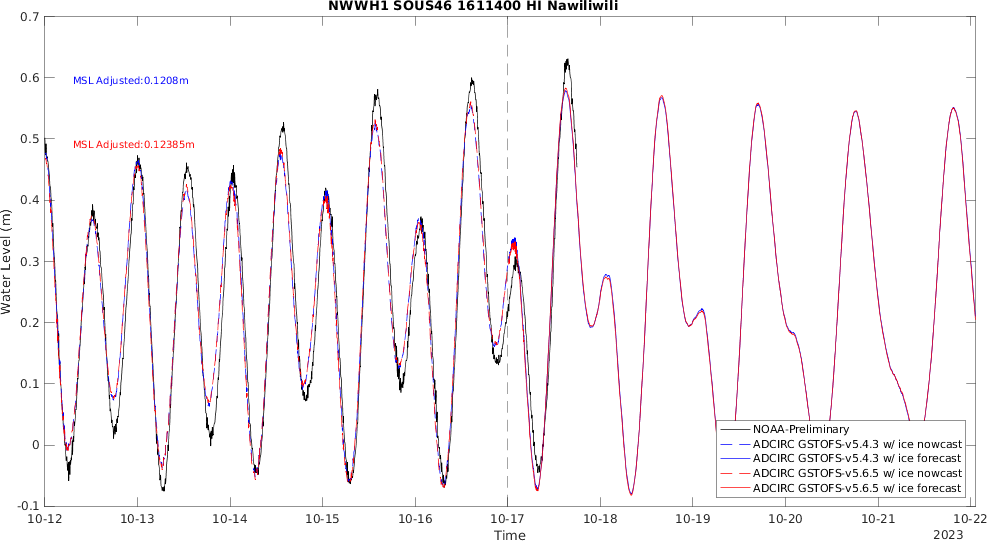 NWWH1 SOUS46 1611400 HI Nawiliwili
0.7
0.6
0.5
0.4
0.3
0.2
0.1
0
-0.1
Water Level (m)
MSL Adjusted:0.1208m
MSL Adjusted:0.12385m
NOAA-Preliminary
ADCIRC GSTOFS-v5.4.3 w/ ice nowcast
ADCIRC GSTOFS-v5.4.3 w/ ice forecast
ADCIRC GSTOFS-v5.6.5 w/ ice nowcast
ADCIRC GSTOFS-v5.6.5 w/ ice forecast
10-12 10-13 10-14 10-15 10-16 10-17 10-18 10-19 10-20 10-21 10-22
Time
2023